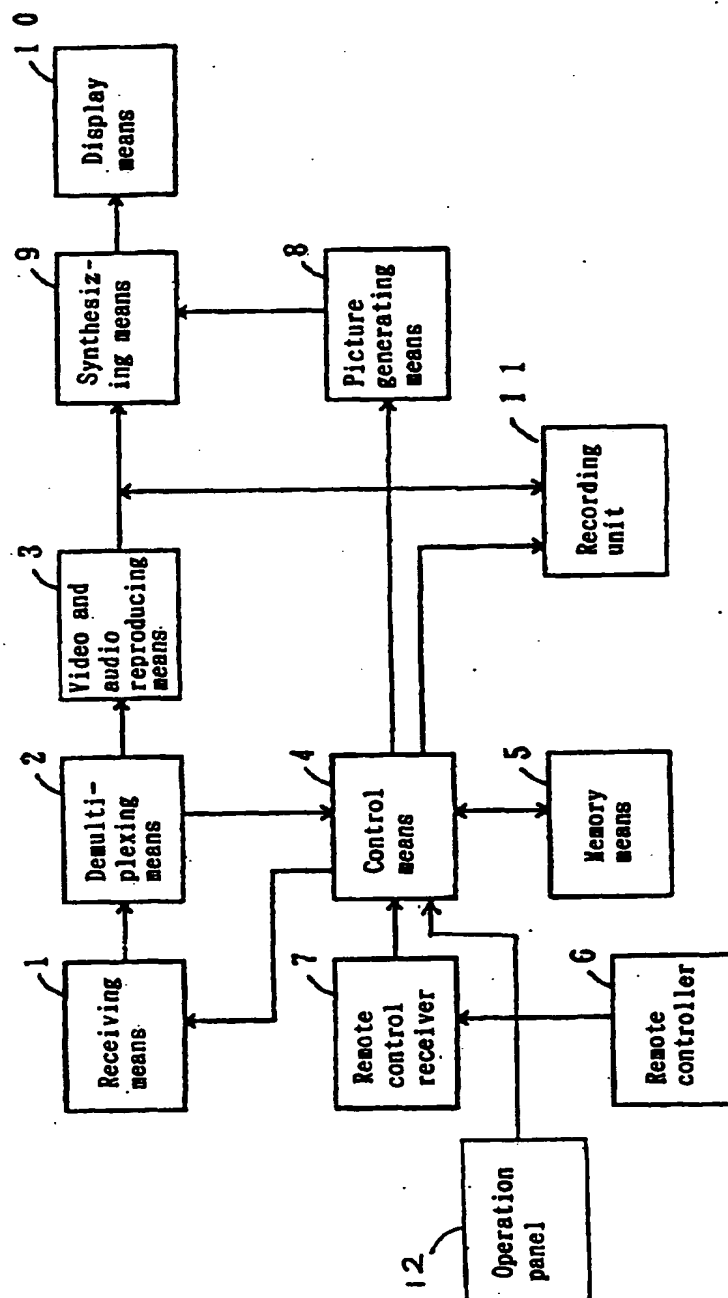 1
Receiving
means
2
Demulti-
plexing
means
3
Video and
audio
reproducing
means
9
Synthesiz-
ing means
10
Display
means
7
Remote
control
receiver
4
Control
means
8
Picture
generating
means
12
Operation
panel
6
Remote
controller
5
Memory
means
11
Recording
unit